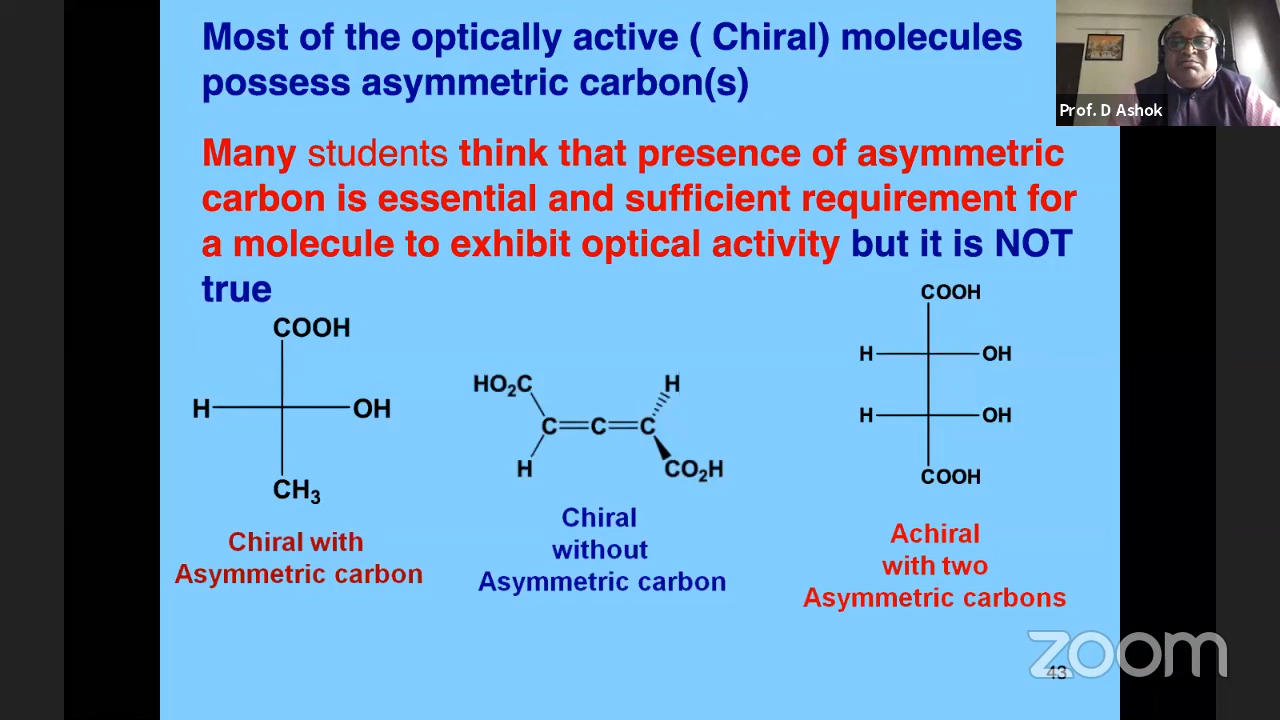 Most of the optically active ( Chiral) molecules
possess asymmetric carbon(s)
Prof. D Ashok
Many students think that presence of asymmetric
carbon is essential and sufficient requirement for
a molecule to exhibit optical activity but it is NOT
true
COOH
H OH
CH3
Chiral with
Asymmetric carbon
HO2C H
C C C
H CO2H
Chiral
without
Asymmetric carbon
COOH
H OH
H OH
COOH
Achiral
with two
Asymmetric carbons
zoom
43